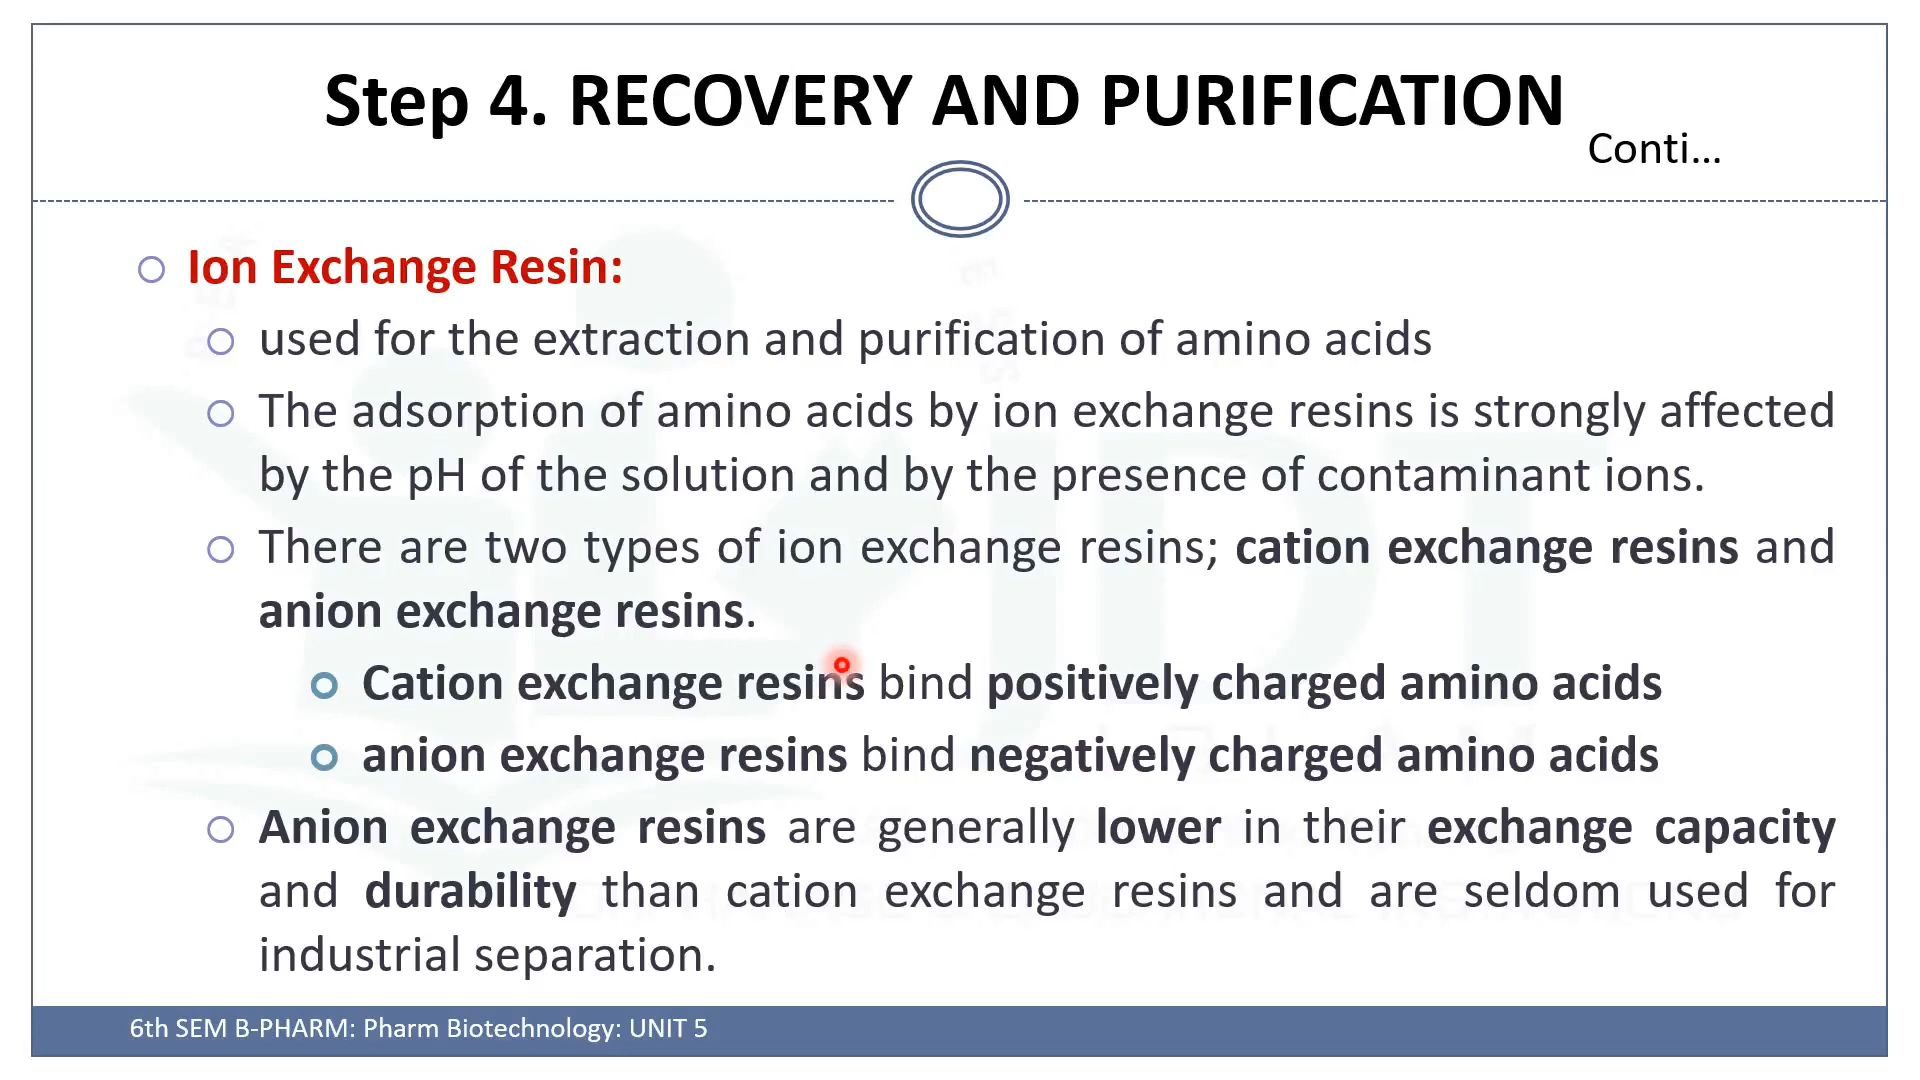 Step 4. RECOVERY AND PURIFICATION
Conti...
Ion Exchange Resin:
used for the extraction and purification of amino acids
The adsorption of amino acids by ion exchange resins is strongly affected
by the pH of the solution and by the presence of contaminant ions.
There are two types of ion exchange resins; cation exchange resins and
anion exchange resins.
Cation exchange resins bind positively charged amino acids
anion exchange resins bind negatively charged amino acids
Anion exchange resins are generally lower in their exchange capacity
and durability than cation exchange resins and are seldom used for
industrial separation.
6th SEM B-PHARM: Pharm Biotechnology: UNIT 5
JDT